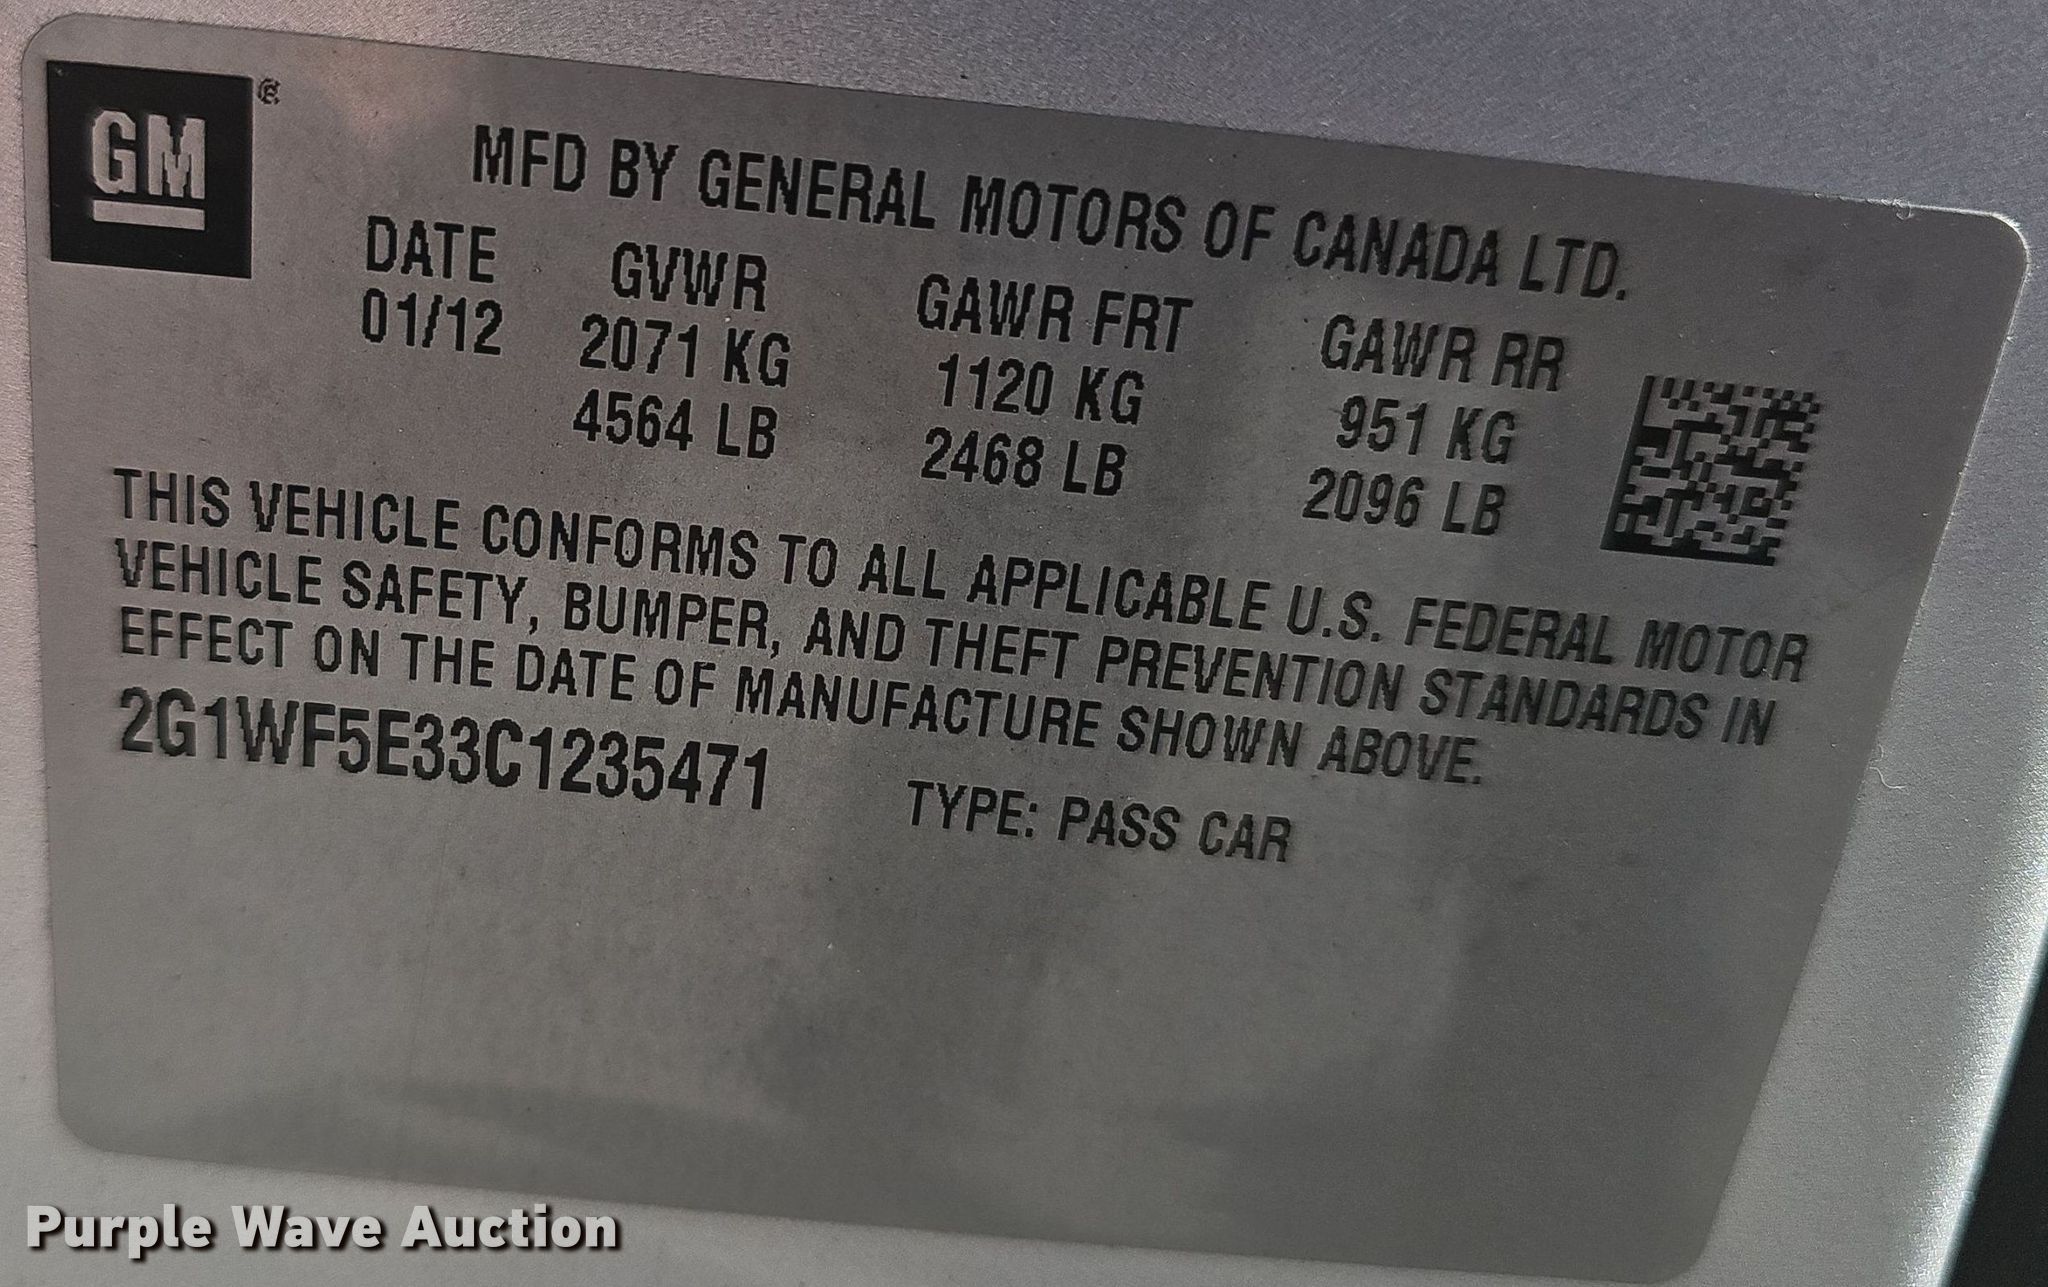 GM ®
MFD BY GENERAL MOTORS OF CANADA LTD.
DATE GVWR GAWR FRT GAWR RR
01/12 2071 KG 1120 KG 951 KG
4564 LB 2468 LB 2096 LB
THIS VEHICLE CONFORMS TO ALL APPLICABLE U.S. FEDERAL MOTOR
VEHICLE SAFETY, BUMPER, AND THEFT PREVENTION STANDARDS IN
EFFECT ON THE DATE OF MANUFACTURE SHOWN ABOVE.
2G1WF5E33C1235471 TYPE: PASS CAR
Purple Wave Auction